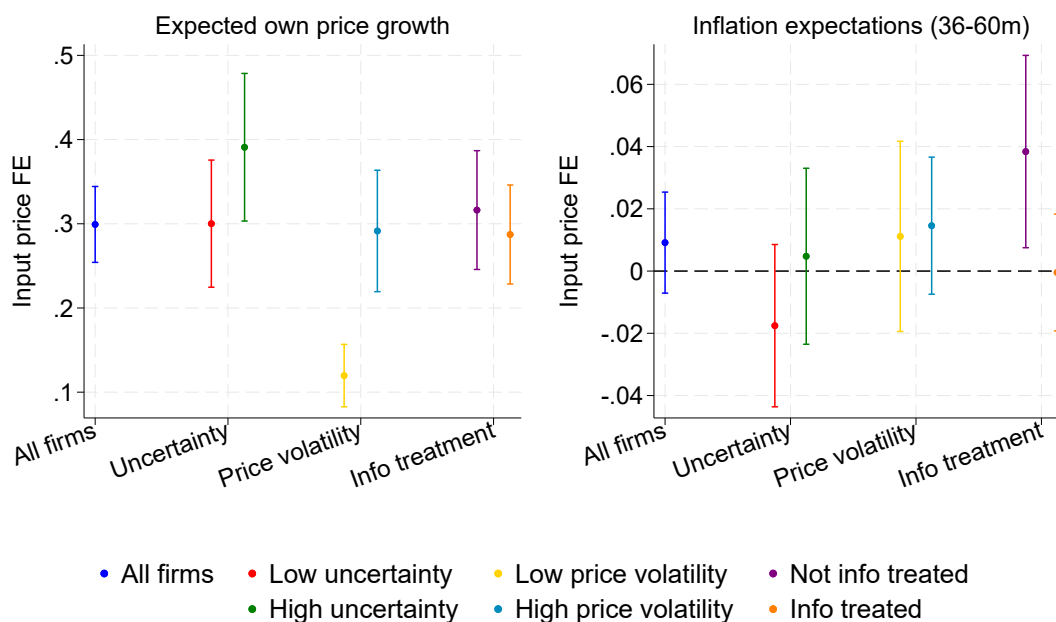 Expected own price growth
Input price FE
.5
.4
.3
.2
.1
All firms
Uncertainty
Price volatility
Info treatment
Inflation expectations (36-60m)
Input price FE
.06
.04
.02
0
-.02
-.04
All firms
Uncertainty
Price volatility
Info treatment
All firms Low uncertainty Low price volatility Not info treated
High uncertainty High price volatility Info treated